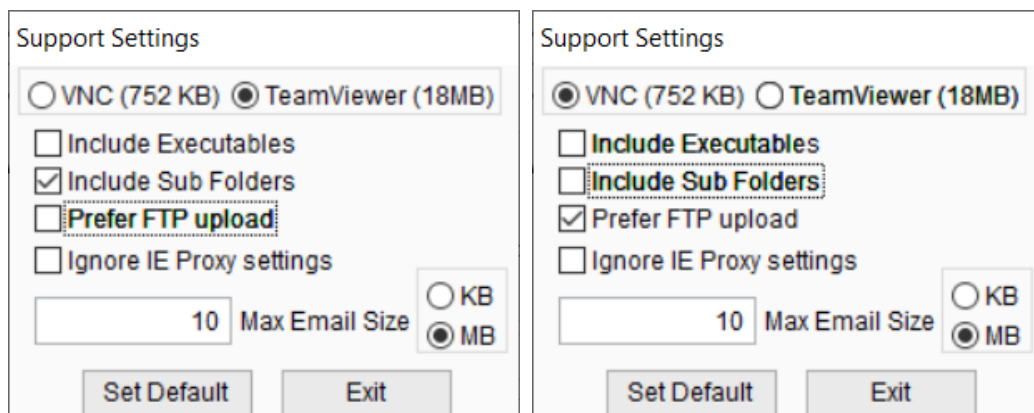 Support Settings
VNC (752 KB) TeamViewer (18MB)
Include Executables
Include Sub Folders
Prefer FTP upload
Ignore IE Proxy settings
KB
10 Max Email Size
MB
Set Default Exit
Support Settings
VNC (752 KB) TeamViewer (18MB)
Include Executables
Include Sub Folders
Prefer FTP upload
Ignore IE Proxy settings
KB
10 Max Email Size
MB
Set Default Exit